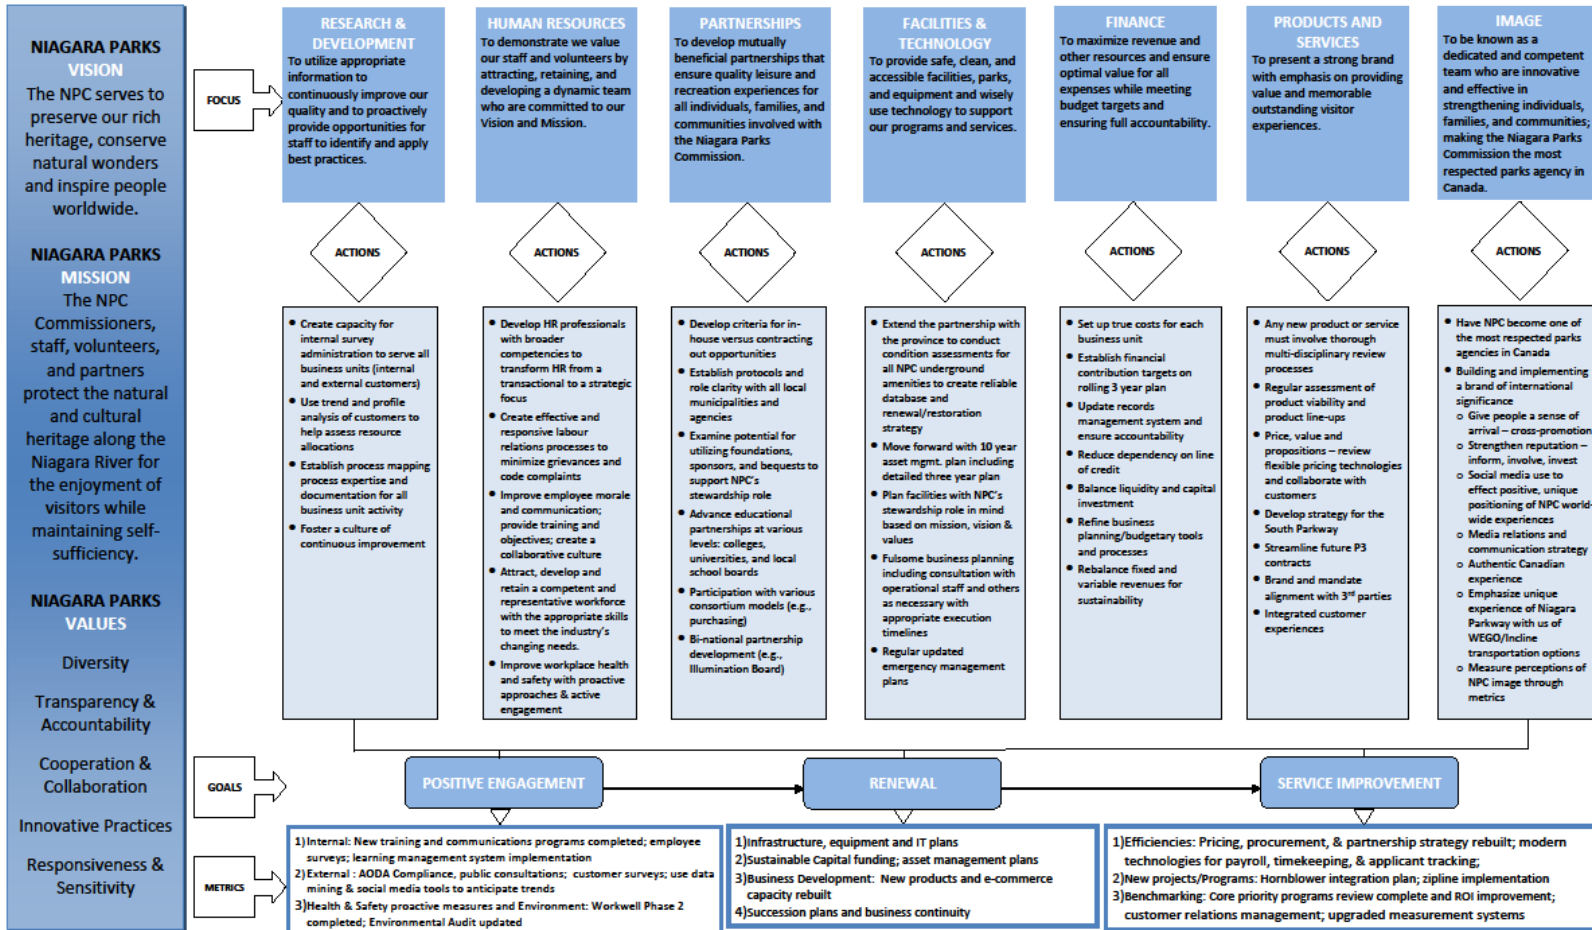 NIAGARA PARKS
VISION
The NPC serves to
preserve our rich
heritage, conserve
natural wonders
and inspire people
worldwide.
NIAGARA PARKS
MISSION
The NPC
Commissioners,
staff, volunteers,
and partners
protect the natural
and cultural
heritage along the
Niagara River for
the enjoyment of
visitors while
maintaining self-
sufficiency.
NIAGARA PARKS
VALUES
Diversity
Transparency &
Accountability
Cooperation &
Collaboration
Innovative Practices
Responsiveness &
Sensitivity
FOCUS
RESEARCH &
DEVELOPMENT
To utilize appropriate
information to
continuously improve our
quality and to proactively
provide opportunities for
staff to identify and apply
best practices.
HUMAN RESOURCES
To demonstrate we value
our staff and volunteers by
attracting, retaining, and
developing a dynamic team
who are committed to our
Vision and Mission.
PARTNERSHIPS
To develop mutually
beneficial partnerships that
ensure quality leisure and
recreation experiences for
all individuals, families, and
communities involved with
the Niagara Parks
Commission.
FACILITIES &
TECHNOLOGY
To provide safe, clean, and
accessible facilities, parks,
and equipment and wisely
use technology to support
our programs and services.
FINANCE
To maximize revenue and
other resources and ensure
optimal value for all
expenses while meeting
budget targets and
ensuring full accountability.
PRODUCTS AND
SERVICES
To present a strong brand
with emphasis on providing
value and memorable
outstanding visitor
experiences.
IMAGE
To be known as a
dedicated and competent
team who are innovative
and effective in
strengthening individuals,
families, and communities;
making the Niagara Parks
Commission the most
respected parks agency in
Canada.
ACTIONS
ACTIONS
ACTIONS
ACTIONS
ACTIONS
ACTIONS
ACTIONS
• Create capacity for
internal survey
administration to serve all
business units (internal
and external customers)
• Use trend and profile
analysis of customers to
help assess resource
allocations
• Establish process mapping
process expertise and
documentation for all
business unit activity
• Foster a culture of
continuous improvement
• Develop HR professionals
with broader
competencies to
transform HR from a
transactional to a strategic
focus
• Create effective and
responsive labour
relations processes to
minimize grievances and
code complaints
• Improve employee morale
and communication;
provide training and
objectives; create a
collaborative culture
• Attract, develop and
retain a competent and
representative workforce
with the appropriate skills
to meet the industry's
changing needs.
• Improve workplace health
and safety with proactive
approaches & active
engagement
• Develop criteria for in-
house versus contracting
out opportunities
• Establish protocols and
role clarity with all local
municipalities and
agencies
• Examine potential for
utilizing foundations,
sponsors, and bequests to
support NPC's
stewardship role
• Advance educational
partnerships at various
levels: colleges,
universities, and local
school boards
• Participation with various
consortium models (e.g.,
purchasing)
• Bi-national partnership
development (e.g.,
Illumination Board)
• Extend the partnership with
the province to conduct
condition assessments for
all NPC underground
amenities to create reliable
database and
renewal/restoration
strategy
• Move forward with 10 year
asset mgmt. plan including
detailed three year plan
• Plan facilities with NPC's
stewardship role in mind
based on mission, vision &
values
• Fulsome business planning
including consultation with
operational staff and others
as necessary with
appropriate execution
timelines
• Regular updated
emergency management
plans
• Set up true costs for each
business unit
• Establish financial
contribution targets on
rolling 3 year plan
• Update records
management system and
ensure accountability
• Reduce dependency on line
of credit
• Balance liquidity and capital
investment
• Refine business
planning/budgetary tools
and processes
• Rebalance fixed and
variable revenues for
sustainability
• Any new product or service
must involve thorough
multi-disciplinary review
processes
• Regular assessment of
product viability and
product line-ups
• Price, value and
propositions – review
flexible pricing technologies
and collaborate with
customers
• Develop strategy for the
South Parkway
• Streamline future P3
contracts
• Brand and mandate
alignment with 3rd parties
• Integrated customer
experiences
• Have NPC become one of
the most respected parks
agencies in Canada
• Building and implementing
a brand of international
significance
o Give people a sense of
arrival – cross-promotion
o Strengthen reputation –
inform, involve, invest
o Social media use to
effect positive, unique
positioning of NPC world-
wide experiences
o Media relations and
communication strategy
o Authentic Canadian
experience
o Emphasize unique
experience of Niagara
Parkway with us of
WEGO/Incline
transportation options
o Measure perceptions of
NPC image through
metrics
GOALS
POSITIVE ENGAGEMENT
RENEWAL
SERVICE IMPROVEMENT
METRICS
1) Internal: New training and communications programs completed; employee
surveys; learning management system implementation
2) External : AODA Compliance, public consultations; customer surveys; use data
mining & social media tools to anticipate trends
3) Health & Safety proactive measures and Environment: Workwell Phase 2
completed; Environmental Audit updated
1)Infrastructure, equipment and IT plans
2)Sustainable Capital funding; asset management plans
3)Business Development: New products and e-commerce
capacity rebuilt
4)Succession plans and business continuity
1)Efficiencies: Pricing, procurement, & partnership strategy rebuilt; modern
technologies for payroll, timekeeping, & applicant tracking;
2)New projects/Programs: Hornblower integration plan; zipline implementation
3)Benchmarking: Core priority programs review complete and ROI improvement;
customer relations management; upgraded measurement systems